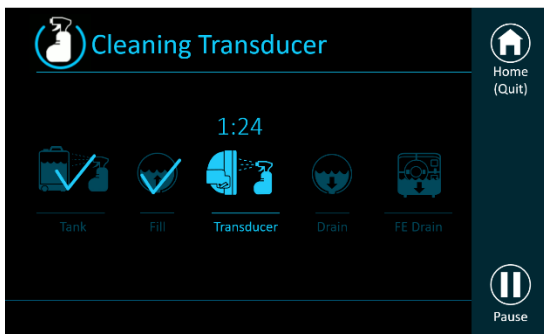 Cleaning Transducer
Home
(Quit)
1:24
Tank
Fill
Transducer
Drain
FE Drain
Pause